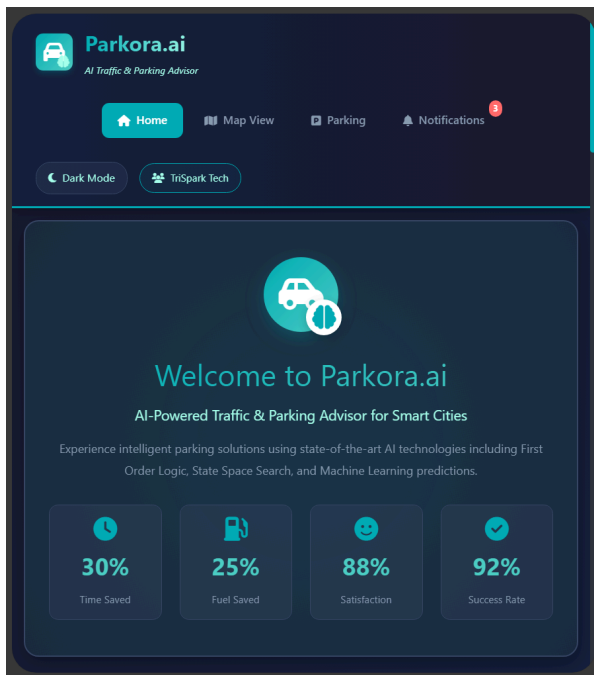 Parkora.ai
AI Traffic & Parking Advisor
Home
Map View
P
Parking
Notifications
3
Dark Mode
TriSpark Tech
Welcome to Parkora.ai
AI-Powered Traffic & Parking Advisor for Smart Cities
Experience intelligent parking solutions using state-of-the-art AI technologies including First
Order Logic, State Space Search, and Machine Learning predictions.
30%
Time Saved
25%
Fuel Saved
88%
Satisfaction
92%
Success Rate